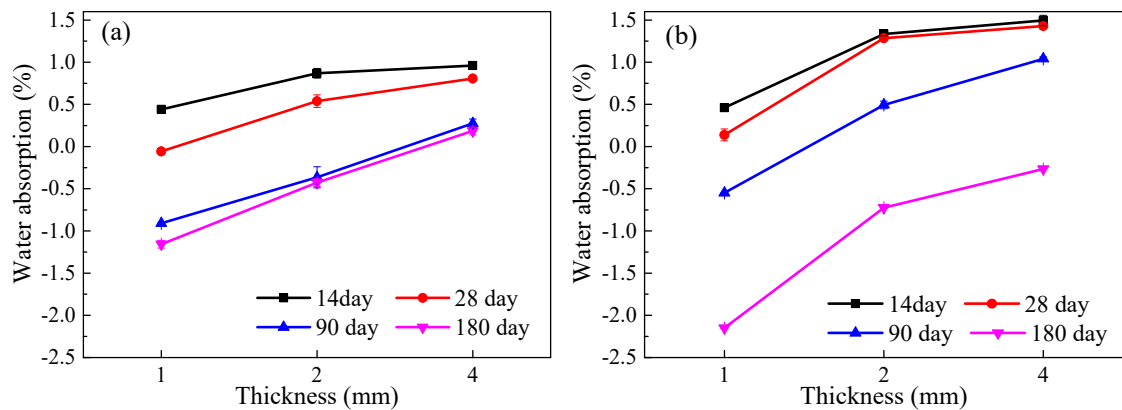 (a)
Water absorption (%)
1.5
1.0
0.5
0.0
-0.5
-1.0
-1.5
-2.0
-2.5
14day 28 day
90 day 180 day
1 2 4
Thickness (mm)
(b)
Water absorption (%)
1.5
1.0
0.5
0.0
-0.5
-1.0
-1.5
-2.0
-2.5
14day 28 day
90 day 180 day
1 2 4
Thickness (mm)